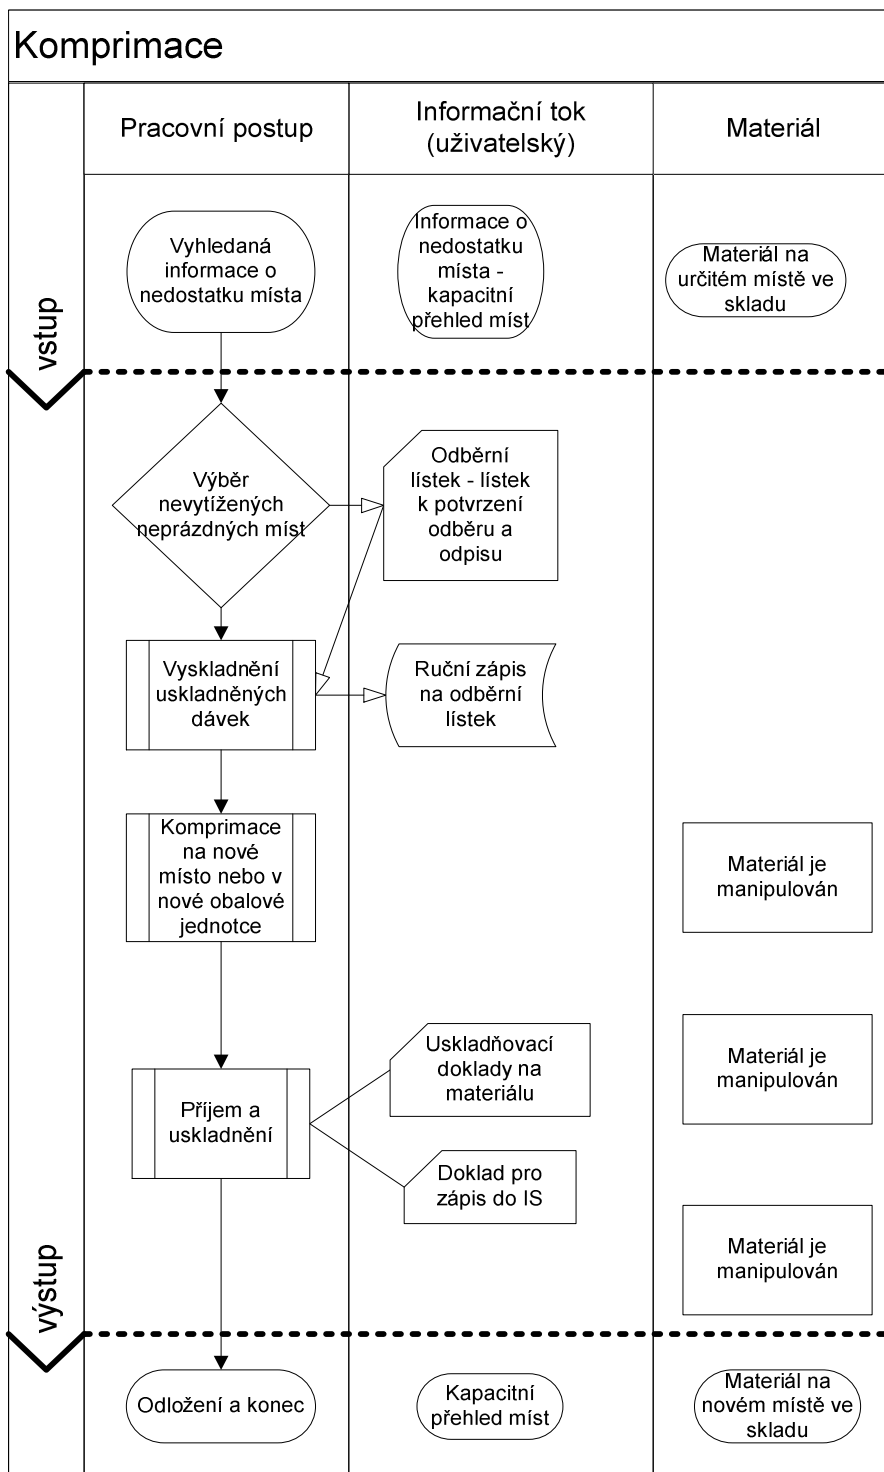 Komprimace
Pracovní postup
Informační tok
(uživatelský)
Materiál
vstup
Vyhledaná
informace o
nedostatku místa
Informace o
nedostatku
místa -
kapacitní
přehled míst
Materiál na
určitém místě ve
skladu
Výběr
nevytížených
neprázdných míst
Odběrní
lístek - lístek
k potvrzení
odběru a
odpisu
Vyskladnění
uskladněných
dávek
Ruční zápis
na odběrní
lístek
Komprimace
na nové
místo nebo v
nové obalové
jednotce
Materiál je
manipulován
Příjem a
uskladnění
Uskladňovací
doklady na
materiálu
Materiál je
manipulován
Doklad pro
zápis do IS
Materiál je
manipulován
výstup
Odložení a konec
Kapacitní
přehled míst
Materiál na
novém místě ve
skladu